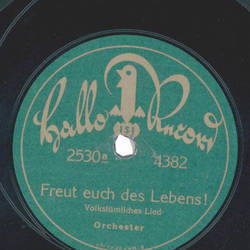 Hallo Record
2530a 4382
Freut euch des Lebens!
Volkstümliches Lied
Orchester